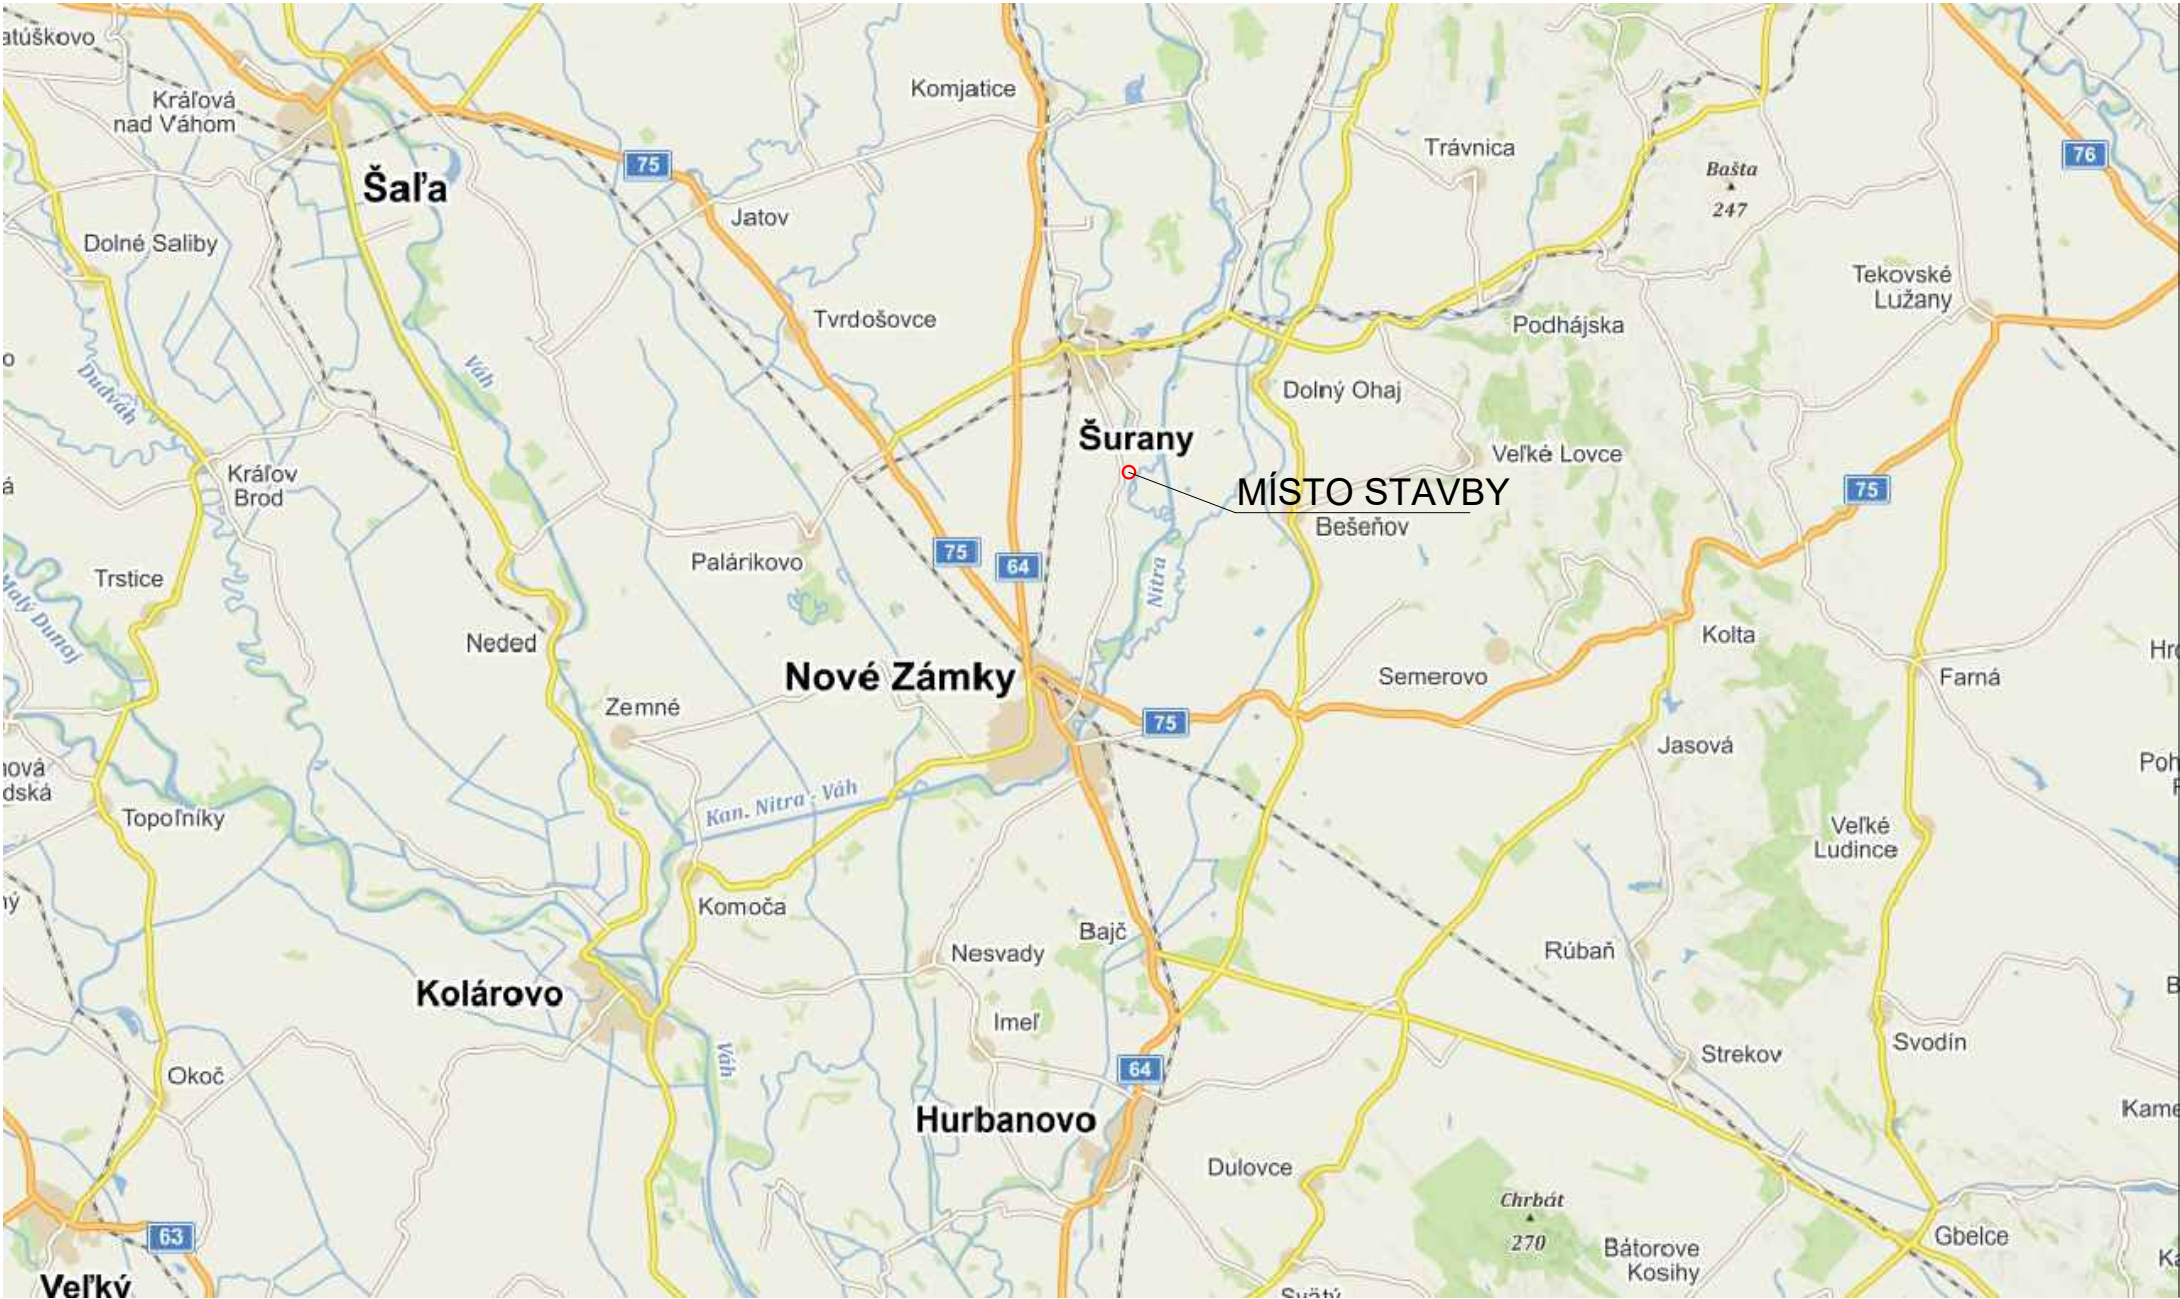 atúškovo
Komjatice
Kráľová
nad Váhom
75
Trávnica
76
Bašta
247
Šaľa
Jatov
Dolné Saliby
Tekovské
Lužany
Tvrdošovce
Podhájska
Váh
Dudváh
Dolný Ohaj
Šurany
Veľké Lovce
Kráľov
Brod
MÍSTO STAVBY
75
Bešeňov
75
64
Palárikovo
Trstice
Nitra
Malý Dunaj
Neded
Kolta
Nové Zámky
Semerovo
Farná
Zemné
75
Jasová
Kan. Nitra - Váh
Topoľníky
Veľké
Ludince
Komoča
Bajč
Nesvady
Rúbaň
Kolárovo
Imeľ
Váh
Svodín
Strekov
64
Okoč
Hurbanovo
Dulovce
Chrbát
270
63
Gbelce
Bátorove
Kosihy
Veľký
Svätý